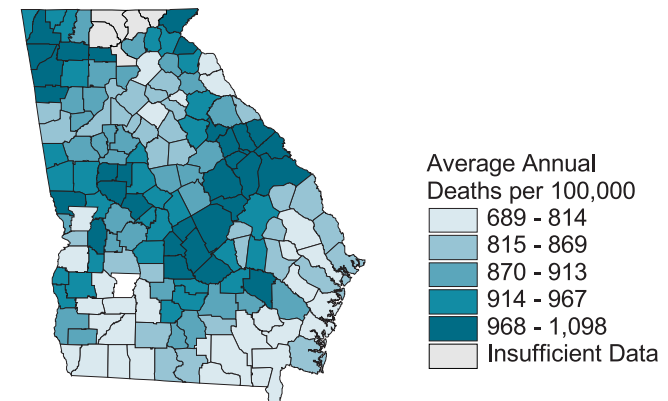 Average Annual
Deaths per 100,000
689 - 814
815 - 869
870 - 913
914 - 967
968 - 1,098
Insufficient Data